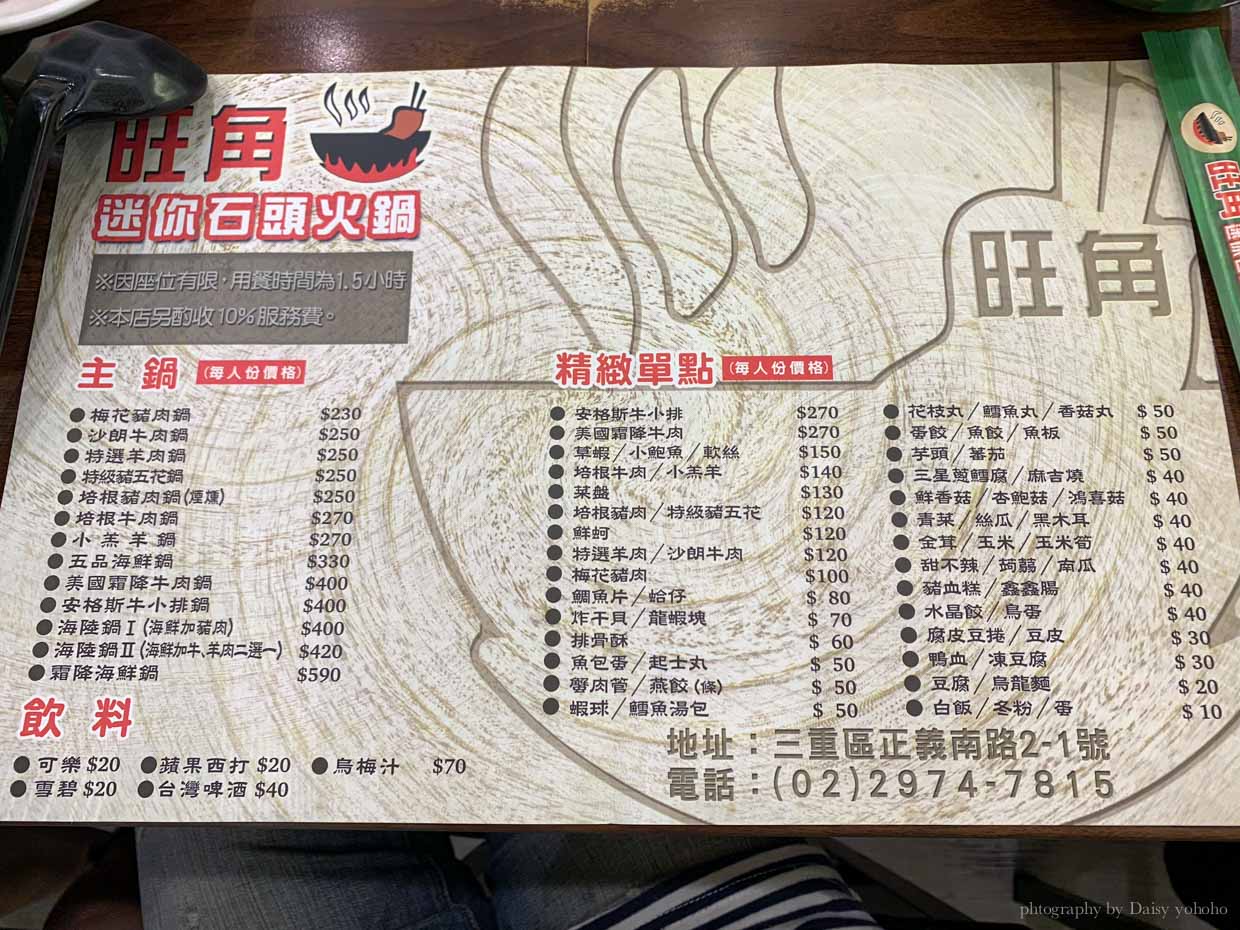 旺角
迷你石頭火鍋
※因座位有限，用餐時間為1.5小時
※本店另酌收10%服務費。
旺角
旺角
主 鍋 (每人份價格)
●梅花豬肉鍋 $230
●沙朗牛肉鍋 $250
●特選羊肉鍋 $250
●特級豬五花鍋 $250
●培根豬肉鍋(煙燻) $250
●培根牛肉鍋 $270
●小羔羊鍋 $270
●五品海鮮鍋 $330
●美國霜降牛肉鍋 $400
●安格斯牛小排鍋 $400
●海陸鍋I(海鮮加豬肉) $400
●海陸鍋II(海鮮加牛、羊肉二選一) $420
●霜降海鮮鍋 $590
飲 料
●可樂 $20 ●蘋果西打 $20 ●烏梅汁 $70
●雪碧 $20 ●台灣啤酒 $40
精緻單點 (每人份價格)
●安格斯牛小排 $270
●美國霜降牛肉 $270
●草蝦/小鮑魚/軟絲 $150
●培根牛肉/小羔羊 $140
●菜盤 $130
●培根豬肉/特級豬五花 $120
●鮮蚵 $120
●特選羊肉/沙朗牛肉 $120
●梅花豬肉 $100
●鯛魚片/蛤仔 $ 80
●炸干貝/龍蝦塊 $ 70
●排骨酥 $ 60
●魚包蛋/起士丸 $ 50
●蟹肉管/燕餃(條) $ 50
●蝦球/鱈魚湯包 $ 50
●花枝丸/鱈魚丸/香菇丸 $ 50
●蛋餃/魚餃/魚板 $ 50
●芋頭/蕃茄 $ 50
●三星蔥鱈腐/麻吉燒 $ 40
●鮮香菇/杏鮑菇/鴻喜菇 $ 40
●青菜/絲瓜/黑木耳 $ 40
●金茸/玉米/玉米筍 $ 40
●甜不辣/蒟蒻/南瓜 $ 40
●豬血糕/鑫鑫腸 $ 40
●水晶餃/鳥蛋 $ 40
●腐皮豆捲/豆皮 $ 30
●鴨血/凍豆腐 $ 30
●豆腐/烏龍麵 $ 20
●白飯/冬粉/蛋 $ 10
地址：三重區正義南路2-1號
電話：(02)2974-7815
phtography by Daisy yohoho